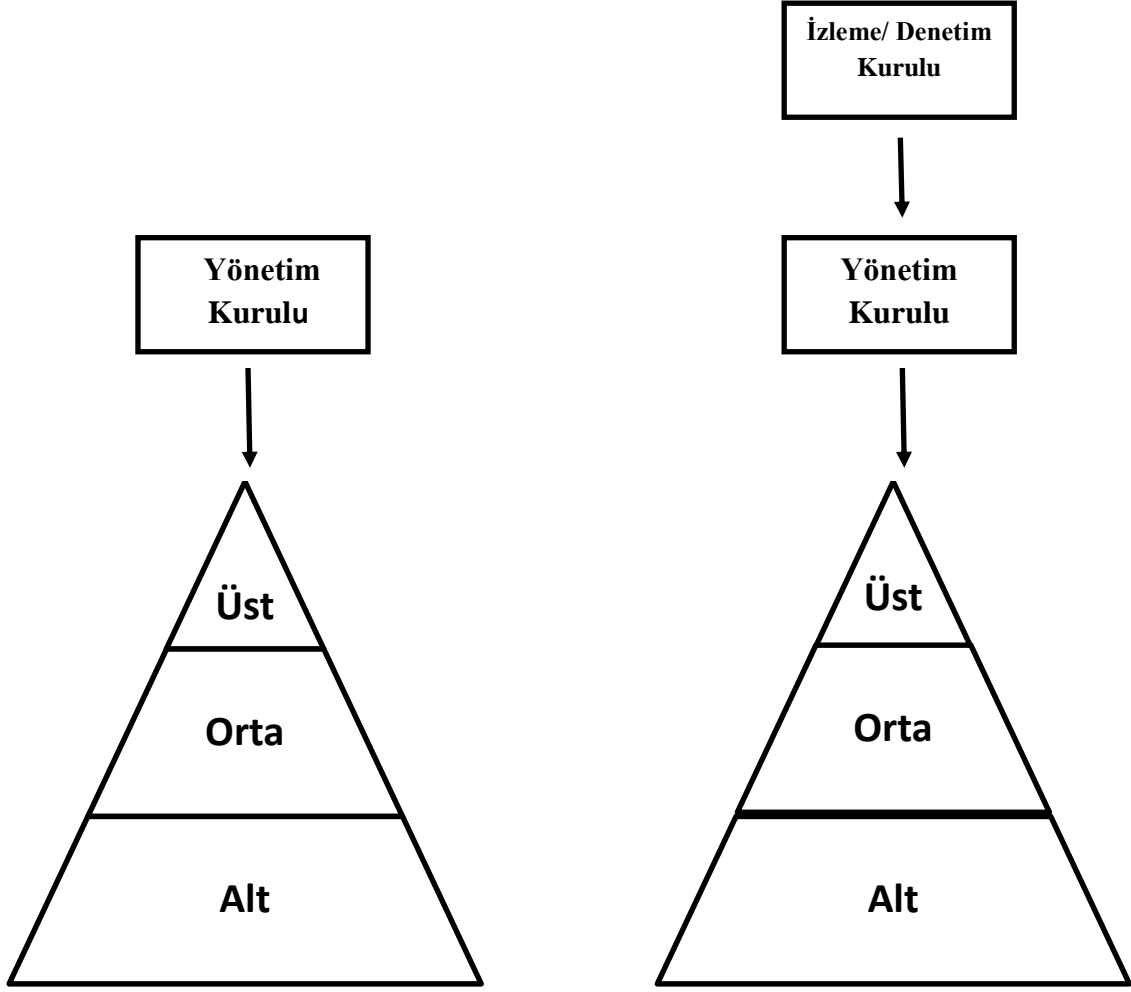 Yönetim
Kurulu
Üst
Orta
Alt
İzleme/ Denetim
Kurulu
Yönetim
Kurulu
Üst
Orta
Alt